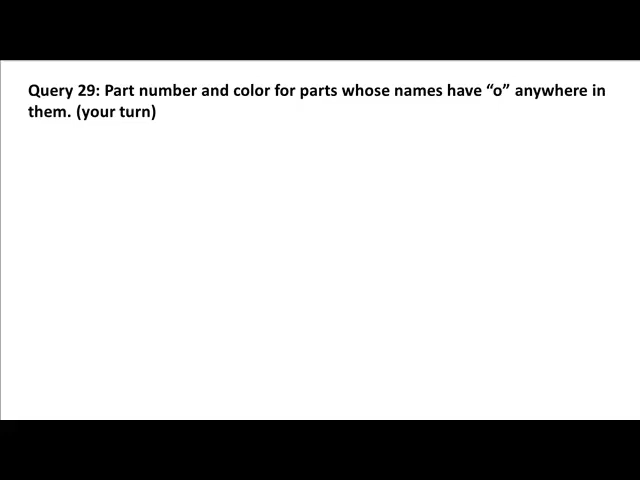 Query 29: Part number and color for parts whose names have “o” anywhere in
them. (your turn)